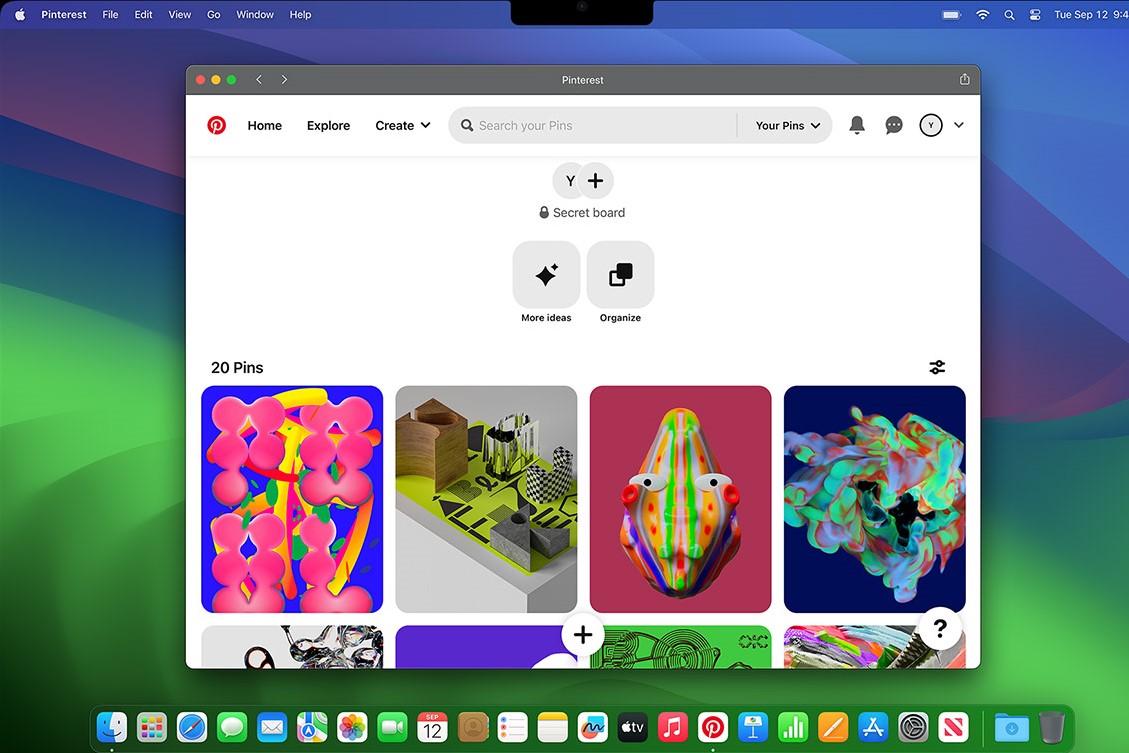 Pinterest File Edit View Go Window Help
Tue Sep 12 9:4
Pinterest
Home Explore Create Search your Pins Your Pins Y
Y
Secret board
More ideas Organize
20 Pins
?
SEP
12
tv